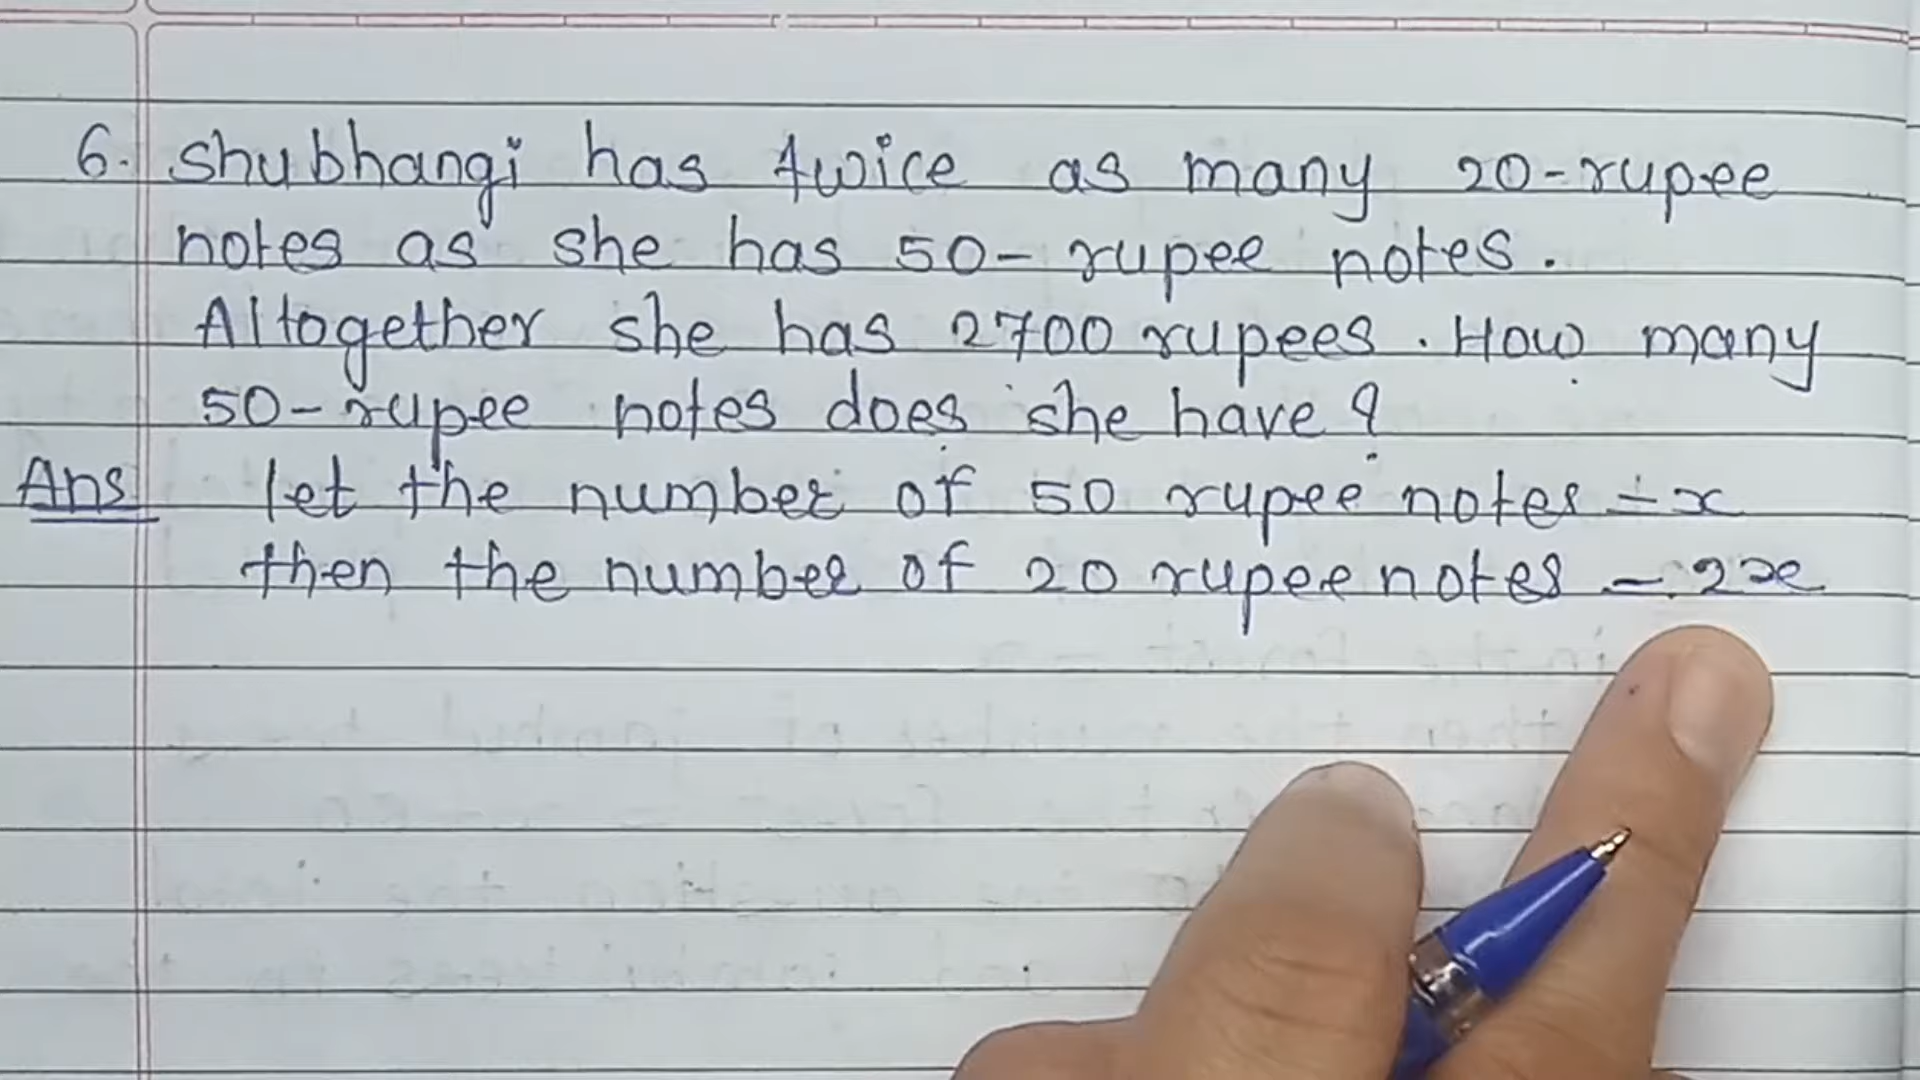 6. Shubhangi has twice as many 20-rupee
notes as she has 50-rupee notes.
Altogether she has 2700 rupees. How many
50-rupee notes does she have?
Ans let the number of 50 rupee notes - x
then the number of 20 rupee notes - 2x